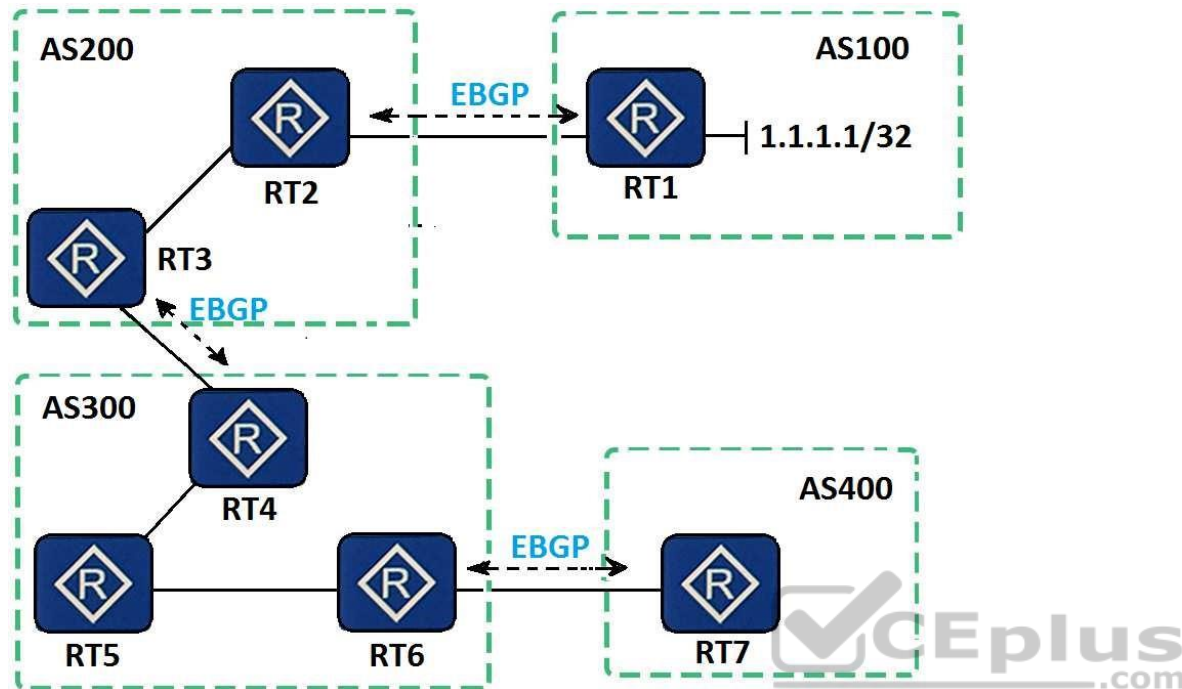 AS200
AS100
EBGP
R
R
1.1.1.1/32
RT2
RT1
R
RT3
EBGP
AS300
R
AS400
RT4
EBGP
R
R
R
RT5
RT6
RT7
CEplus
.com